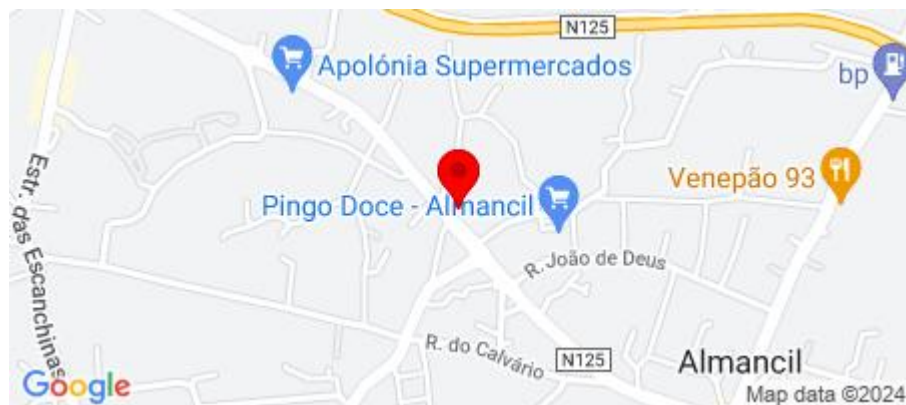 N125
Apolónia Supermercados
bp
Venepão 93
Pingo Doce - Almancil
Estr. das Escanchinas
R. João de Deus
R. do Calvário
N125
Almancil
Google
Map data ©2024